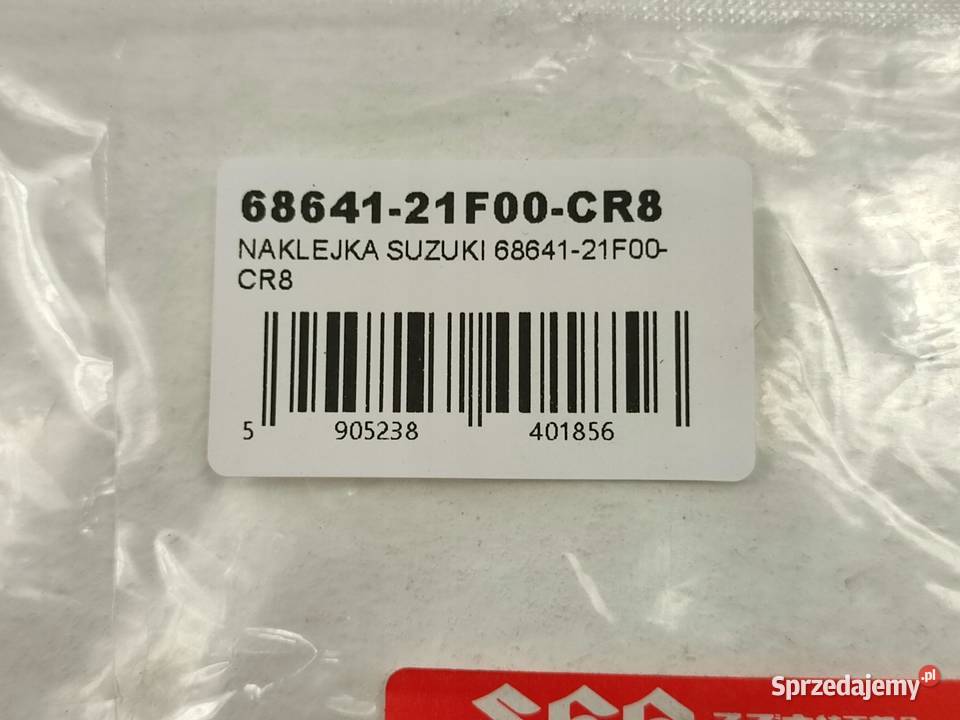 68641-21F00-CR8
NAKLEJKA SUZUKI 68641-21F00-
CR8
5 905238 401856
Sprzedajemy.pl